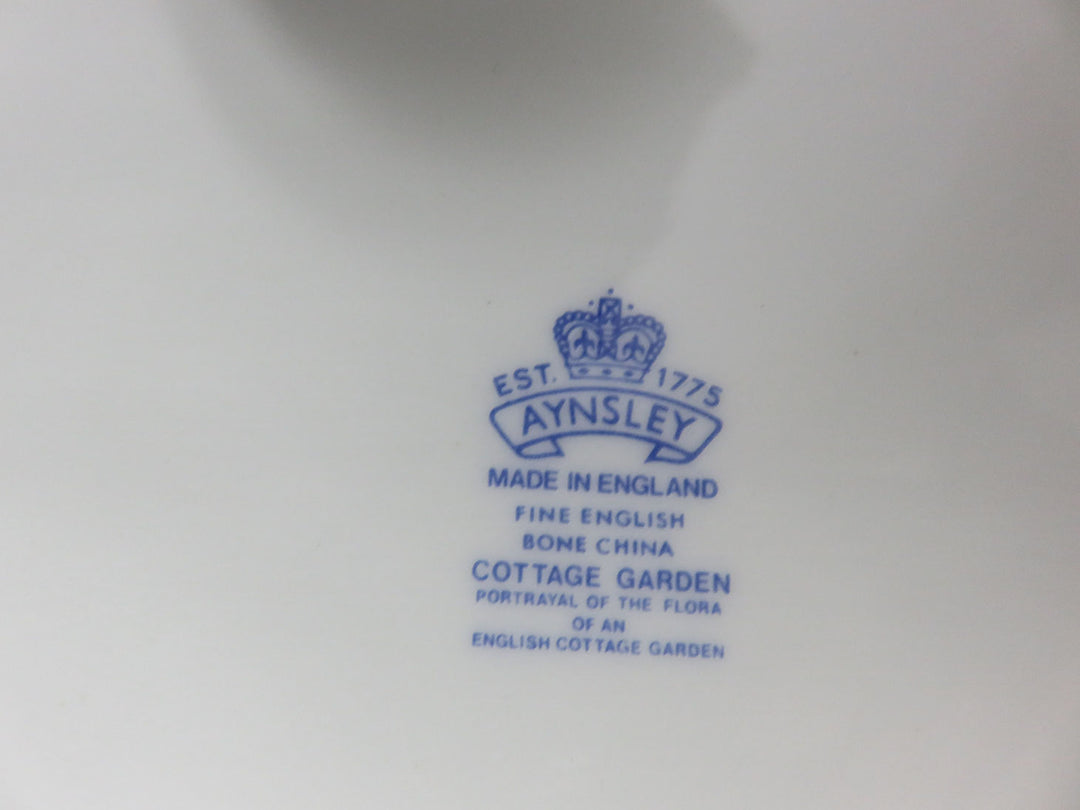 EST. 1775
AYNSLEY
MADE IN ENGLAND
FINE ENGLISH
BONE CHINA
COTTAGE GARDEN
PORTRAYAL OF THE FLORA
OF AN
ENGLISH COTTAGE GARDEN